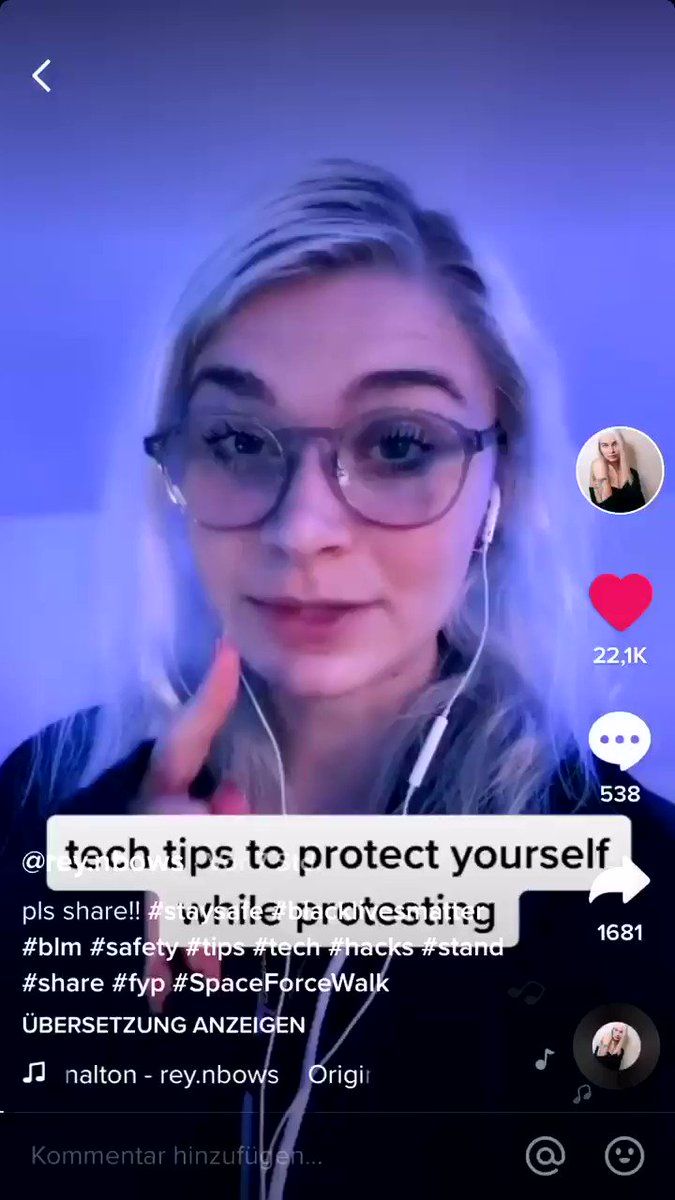 22,1K
538
tech tips to protect yourself
while protesting
@rey.nbows
1681
pls share!! #staysafe #blacklivesmatter
#blm #safety #tips #tech #hacks #stand
#share #fyp #SpaceForceWalk
ÜBERSETZUNG ANZEIGEN
nalton - rey.nbows Origi
Kommentar hinzufügen...